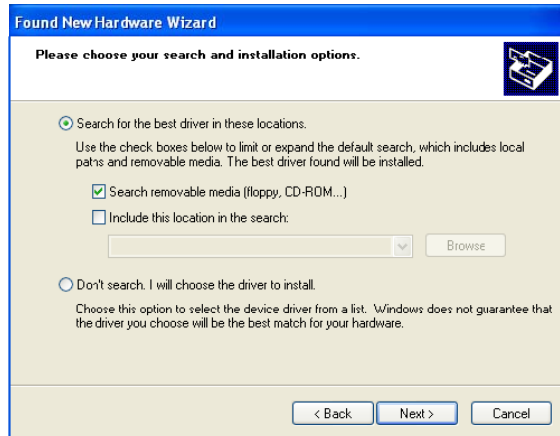 Found New Hardware Wizard
Please choose your search and installation options.
Search for the best driver in these locations.
Use the check boxes below to limit or expand the default search, which includes local
paths and removable media. The best driver found will be installed.
Search removable media (floppy, CD-ROM...)
Include this location in the search:
Browse
Don't search. I will choose the driver to install.
Choose this option to select the device driver from a list. Windows does not guarantee that
the driver you choose will be the best match for your hardware.
< Back Next > Cancel